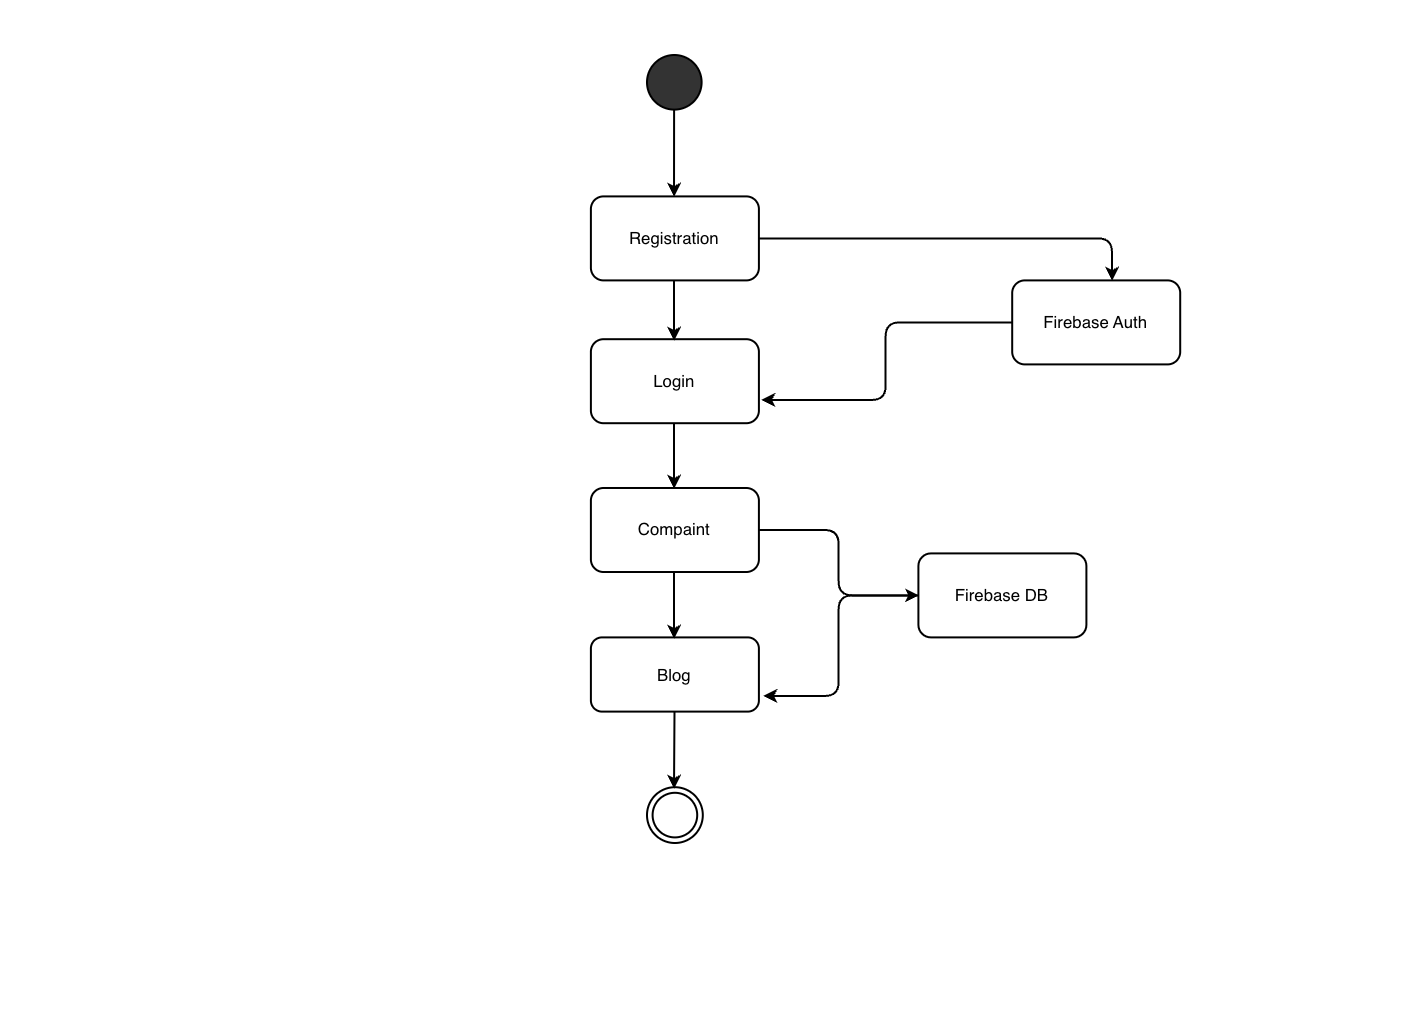 Registration
Firebase Auth
Login
Compaint
Firebase DB
Blog